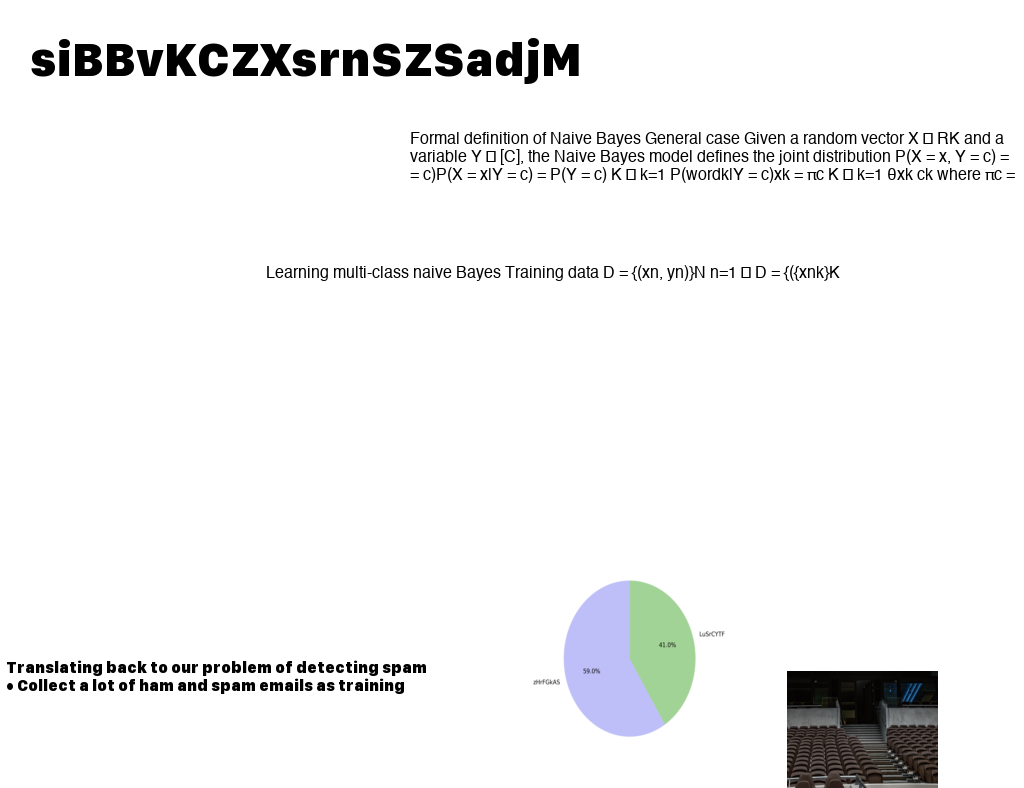 siBBvKCZXsrnSZSadjM
Formal definition of Naive Bayes General case Given a random vector X □ RK and a
variable Y □ [C], the Naive Bayes model defines the joint distribution P(X = x, Y = c) =
= c)P(X = x|Y = c) = P(Y = c) K □ k=1 P(wordk|Y = c)xk = πc K □ k=1 θxk ck where πc =
Learning multi-class naive Bayes Training data D = {(xn, yn)}N n=1 □ D = {({xnk}K
41.0%
LuSrCYTF
59.0%
zHrFGkAS
Translating back to our problem of detecting spam
• Collect a lot of ham and spam emails as training